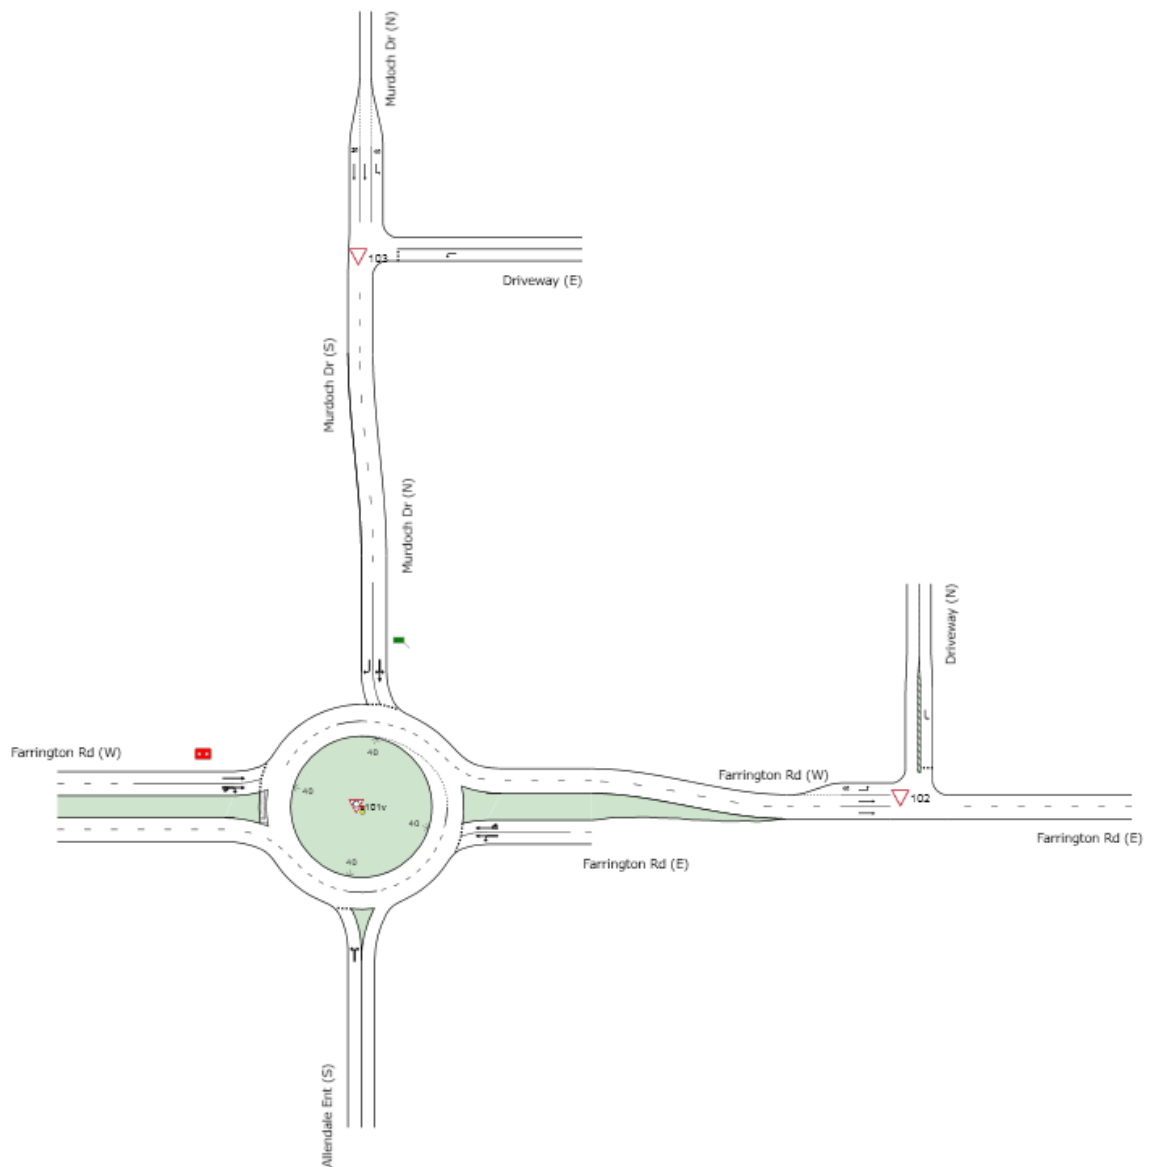 Murdoch Dr (N)
103
Driveway (E)
Murdoch Dr (S)
Murdoch Dr (N)
Driveway (N)
Farrington Rd (W)
Farrington Rd (W)
40
40
101v
40
40
102
Farrington Rd (E)
Farrington Rd (E)
Allendale Ent (S)